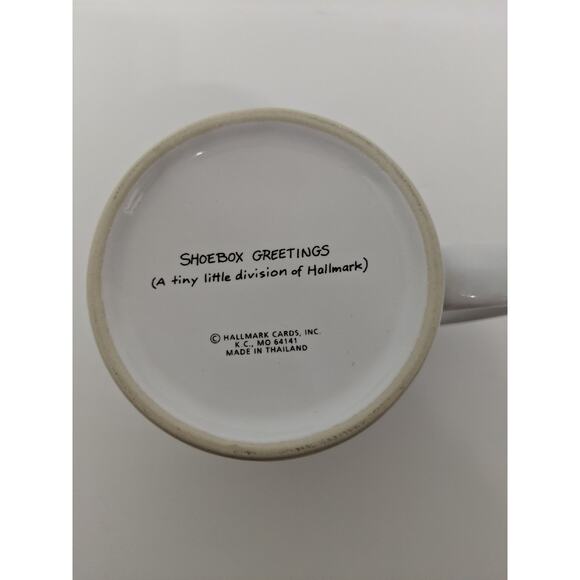 SHOEBOX GREETINGS
(A tiny little division of Hallmark)
© HALLMARK CARDS, INC.
K.C., MO 64141
MADE IN THAILAND